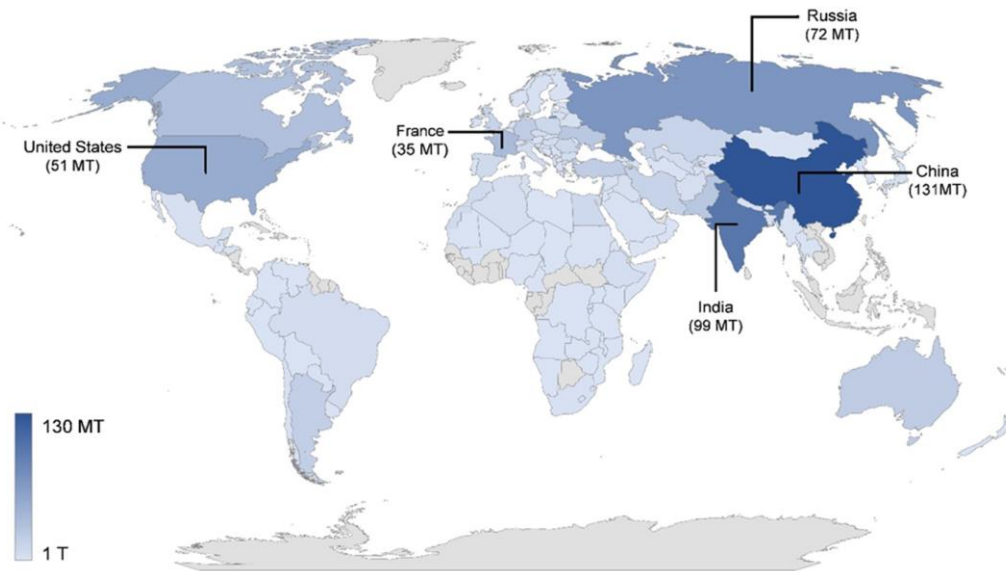 Russia
(72 MT)
United States
(51 MT)
France
(35 MT)
China
(131MT)
India
(99 MT)
130 MT
1 T